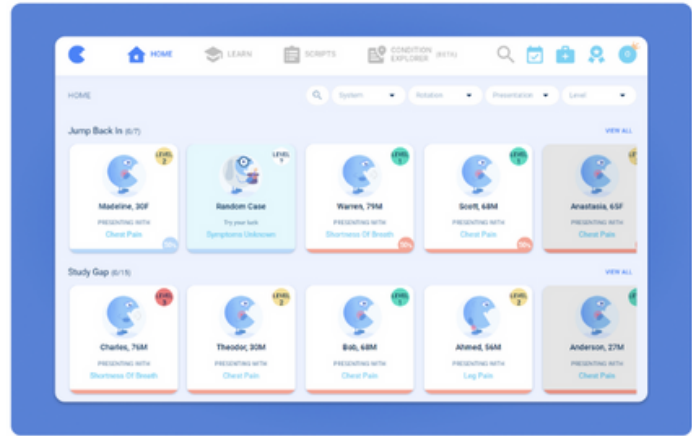 HOME
LEARN
SCRIPTS
CONDITION
EXPLORER (BETA)
HOME
System
Rotation
Presentation
Level
Jump Back In (0/7)
VIEW ALL
LEVEL
2
Madeline, 30F
PRESENTING WITH
Chest Pain
LEVEL
1
Random Case
Try your luck
Symptoms Unknown
LEVEL
1
Warren, 79M
PRESENTING WITH
Shortness Of Breath
LEVEL
1
Scott, 68M
PRESENTING WITH
Chest Pain
Anastasia, 65F
PRESENTING WITH
Chest Pain
Study Gap (0/15)
VIEW ALL
LEVEL
Charles, 76M
PRESENTING WITH
Shortness Of Breath
LEVEL
2
Theodor, 30M
PRESENTING WITH
Chest Pain
LEVEL
1
Bob, 68M
PRESENTING WITH
Chest Pain
LEVEL
2
Ahmed, 56M
PRESENTING WITH
Leg Pain
Anderson, 27M
PRESENTING WITH
Chest Pain